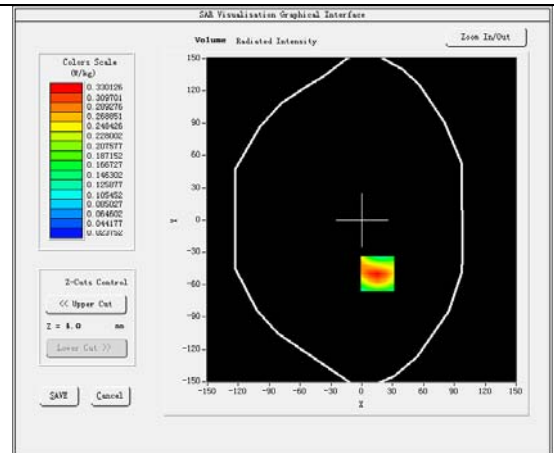 SAR Visualisation Graphical Interface
Volume Radiated Intensity
Zoom In/Out
Colors Scale
(W/kg)
0.330126
0.309701
0.289276
0.268851
0.248426
0.228002
0.207577
0.187152
0.166727
0.146302
0.125877
0.105452
0.085027
0.064602
0.044177
0.023752
150
120
90
60
30
0
-30
-60
-90
-120
-150
Y
-150 -120 -90 -60 -30 0 30 60 90 120 150
X
Z-Cuts Control
<< Upper Cut
Z = 4.0 mm
Lower Cut >>
SAVE Cancel